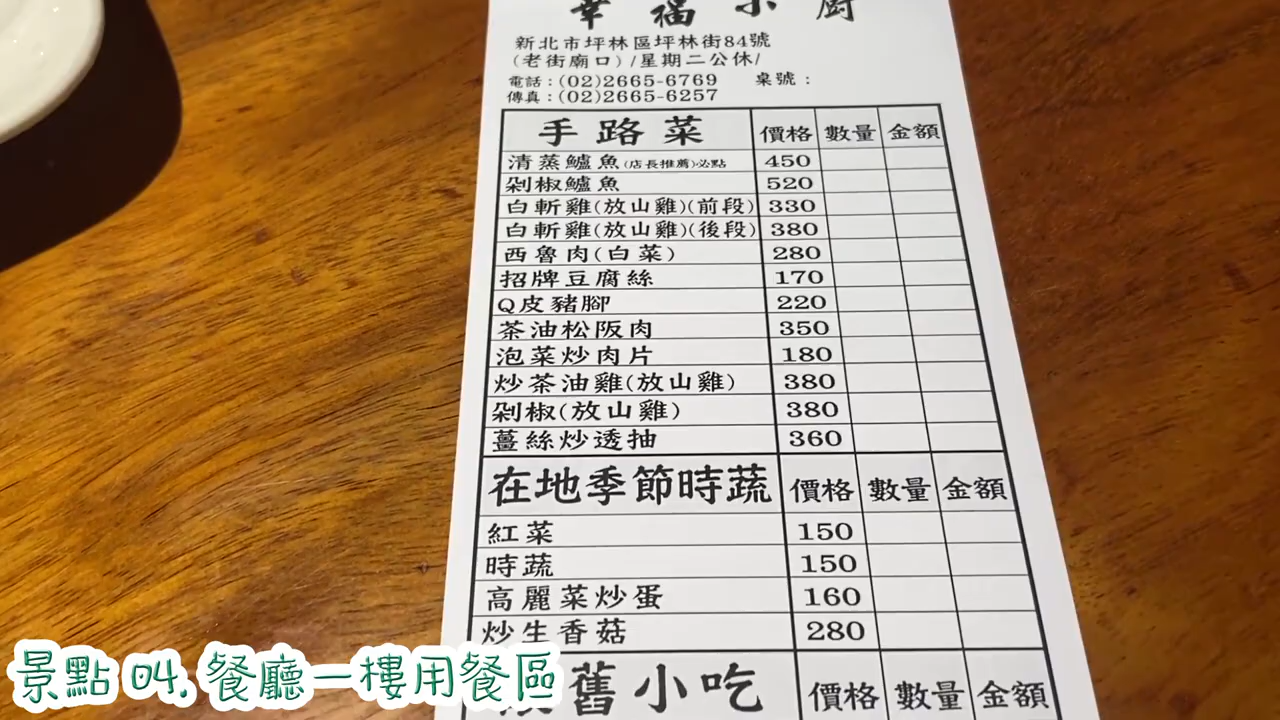 幸福小廚
新北市坪林區坪林街84號
(老街廟口)/星期二公休/
電話:(02)2665-6769 桌號:
傳真:(02)2665-6257
手路菜 價格 數量 金額
清蒸鱸魚(店長推薦)必點 450
剁椒鱸魚 520
白斬雞(放山雞)(前段) 330
白斬雞(放山雞)(後段) 380
西魯肉(白菜) 280
招牌豆腐絲 170
Q皮豬腳 220
茶油松阪肉 350
泡菜炒肉片 180
炒茶油雞(放山雞) 380
剁椒(放山雞) 380
薑絲炒透抽 360
在地季節時蔬 價格 數量 金額
紅菜 150
時蔬 150
高麗菜炒蛋 160
炒生香菇 280
舊小吃 價格 數量 金額
景點 04. 餐廳一樓用餐區